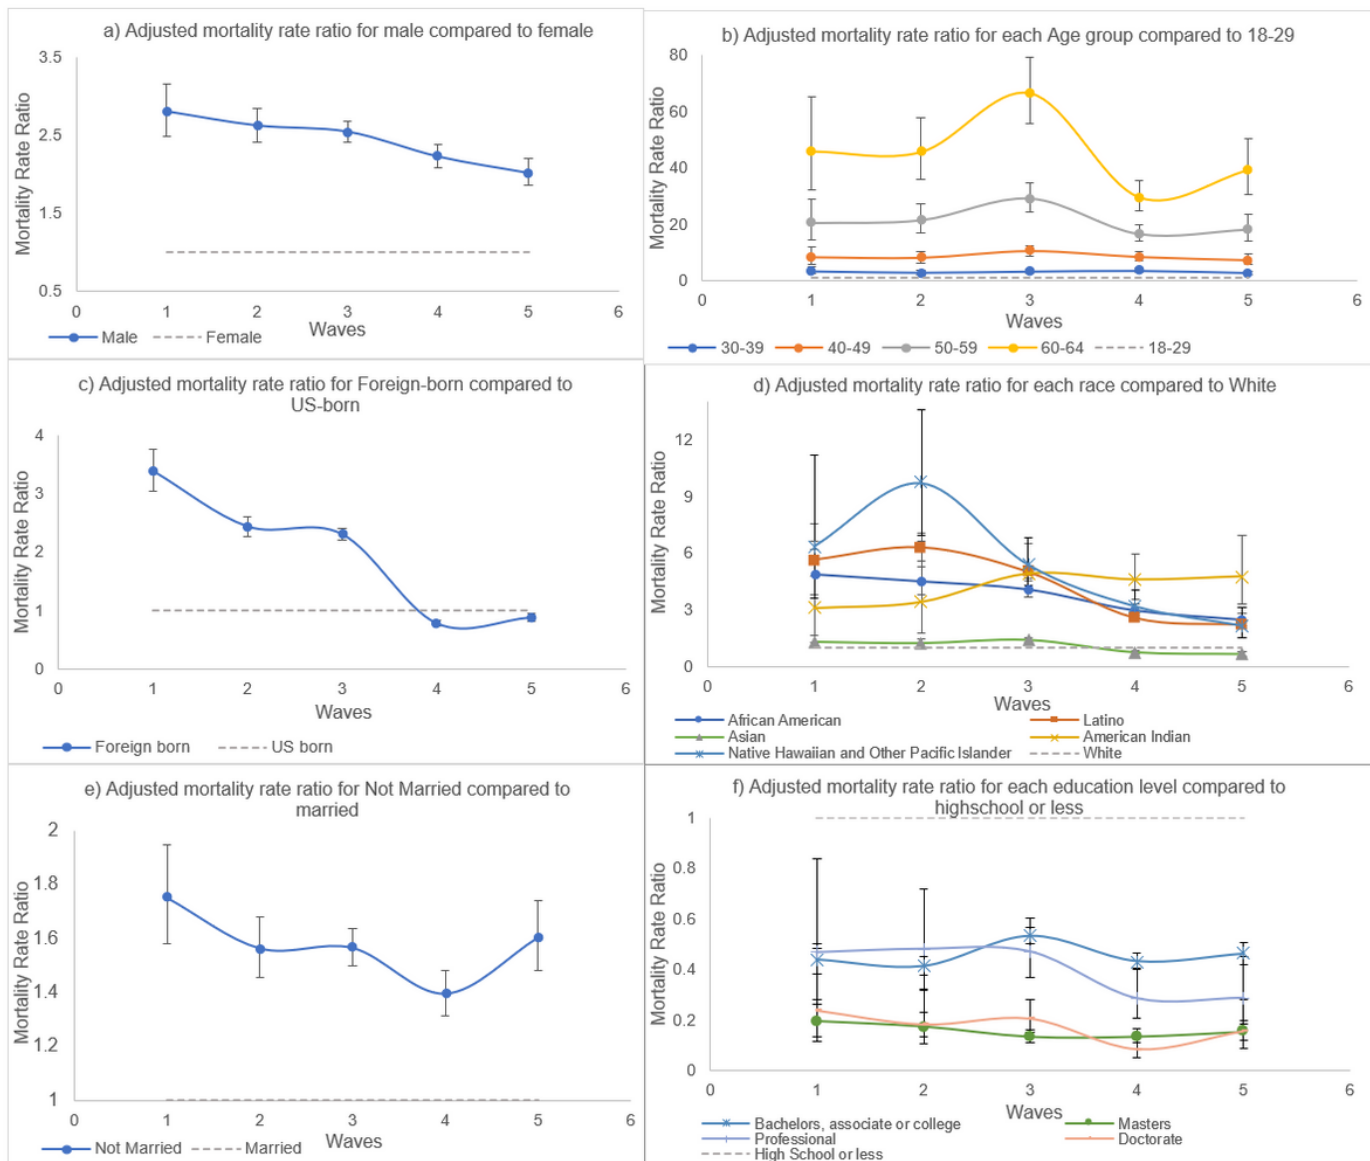 a) Adjusted mortality rate ratio for male compared to female
3.5
2.5
1.5
0.5
Mortality Rate Ratio
0 1 2 3 4 5 6
Waves
Male Female
b) Adjusted mortality rate ratio for each Age group compared to 18-29
80
60
40
20
0
Mortality Rate Ratio
0 1 2 3 4 5 6
Waves
30-39 40-49 50-59 60-64 18-29
c) Adjusted mortality rate ratio for Foreign-born compared to
US-born
4
3
2
1
0
Mortality Rate Ratio
0 1 2 3 4 5 6
Waves
Foreign born US born
d) Adjusted mortality rate ratio for each race compared to White
12
9
6
3
0
Mortality Rate Ratio
0 1 2 3 4 5 6
Waves
African American Latino
Asian American Indian
Native Hawaiian and Other Pacific Islander White
e) Adjusted mortality rate ratio for Not Married compared to
married
2
1.8
1.6
1.4
1.2
1
Mortality Rate Ratio
0 1 2 3 4 5 6
Waves
Not Married Married
f) Adjusted mortality rate ratio for each education level compared to
highschool or less
1
0.8
0.6
0.4
0.2
0
Mortality Rate Ratio
0 1 2 3 4 5 6
Waves
Bachelors, associate or college Masters
Professional Doctorate
High School or less